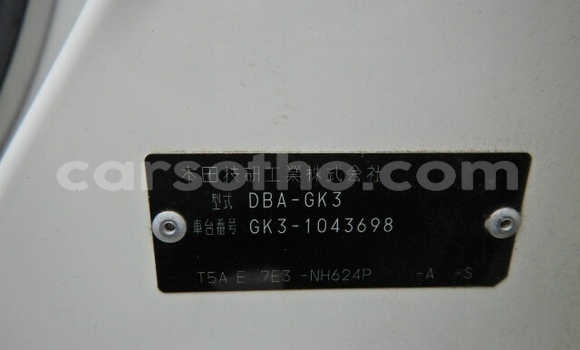 本田技研工業株式会社
carsotho.com
型式 DBA-GK3
車台番号 GK3-1043698
T5A E 7E3 -NH624P -A -S